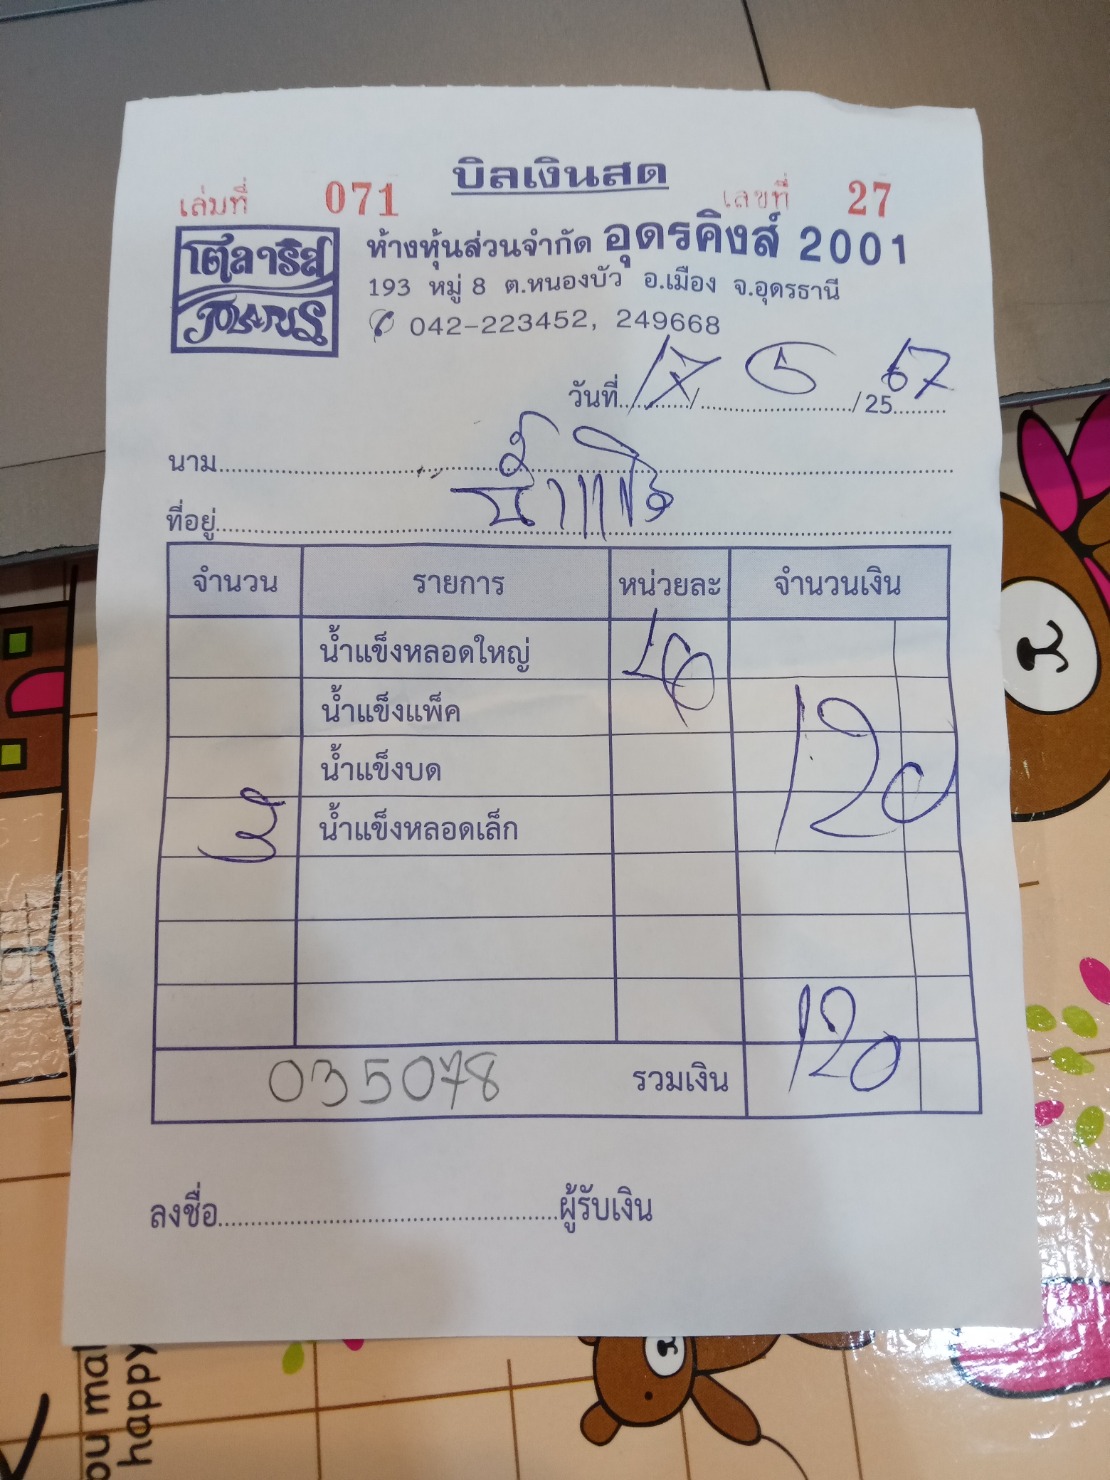 บิลเงินสด
เล่มที่ 071 เลขที่ 27
โตลาริส
TOLARIS
ห้างหุ้นส่วนจำกัด อุดรคิงส์ 2001
193 หมู่ 8 ต.หนองบัว อ.เมือง จ.อุดรธานี
042-223452, 249668
วันที่ 17 / 5 / 25 67
นาม
ที่อยู่
จำนวน รายการ หน่วยละ จำนวนเงิน
น้ำแข็งหลอดใหญ่ 40
น้ำแข็งแพ็ค
น้ำแข็งบด 120
3 น้ำแข็งหลอดเล็ก
035078 รวมเงิน 120
ลงชื่อ ผู้รับเงิน
happy